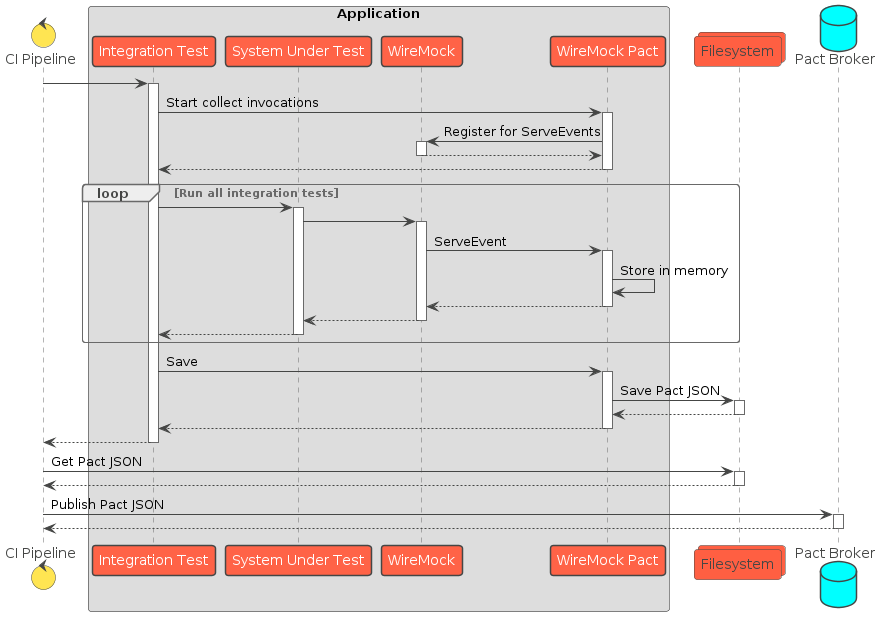 Application
CI Pipeline
Integration Test
System Under Test
WireMock
WireMock Pact
Filesystem
Pact Broker
Start collect invocations
Register for ServeEvents
loop
[Run all integration tests]
ServeEvent
Store in memory
Save
Save Pact JSON
Get Pact JSON
Publish Pact JSON
CI Pipeline
Integration Test
System Under Test
WireMock
WireMock Pact
Filesystem
Pact Broker